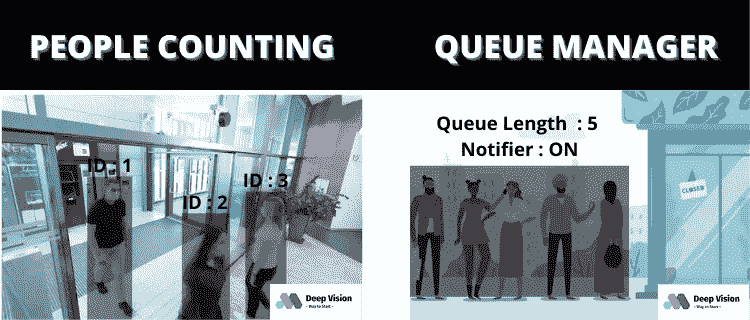 PEOPLE COUNTING
ID : 1
ID : 2
ID : 3
Deep Vision
- Way to Start -
QUEUE MANAGER
Queue Length : 5
Notifier : ON
CLOSED
Deep Vision
- Way to Start -